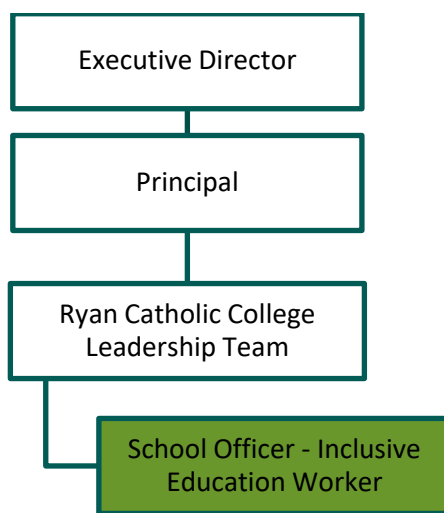 Executive Director
Principal
Ryan Catholic College
Leadership Team
School Officer - Inclusive
Education Worker